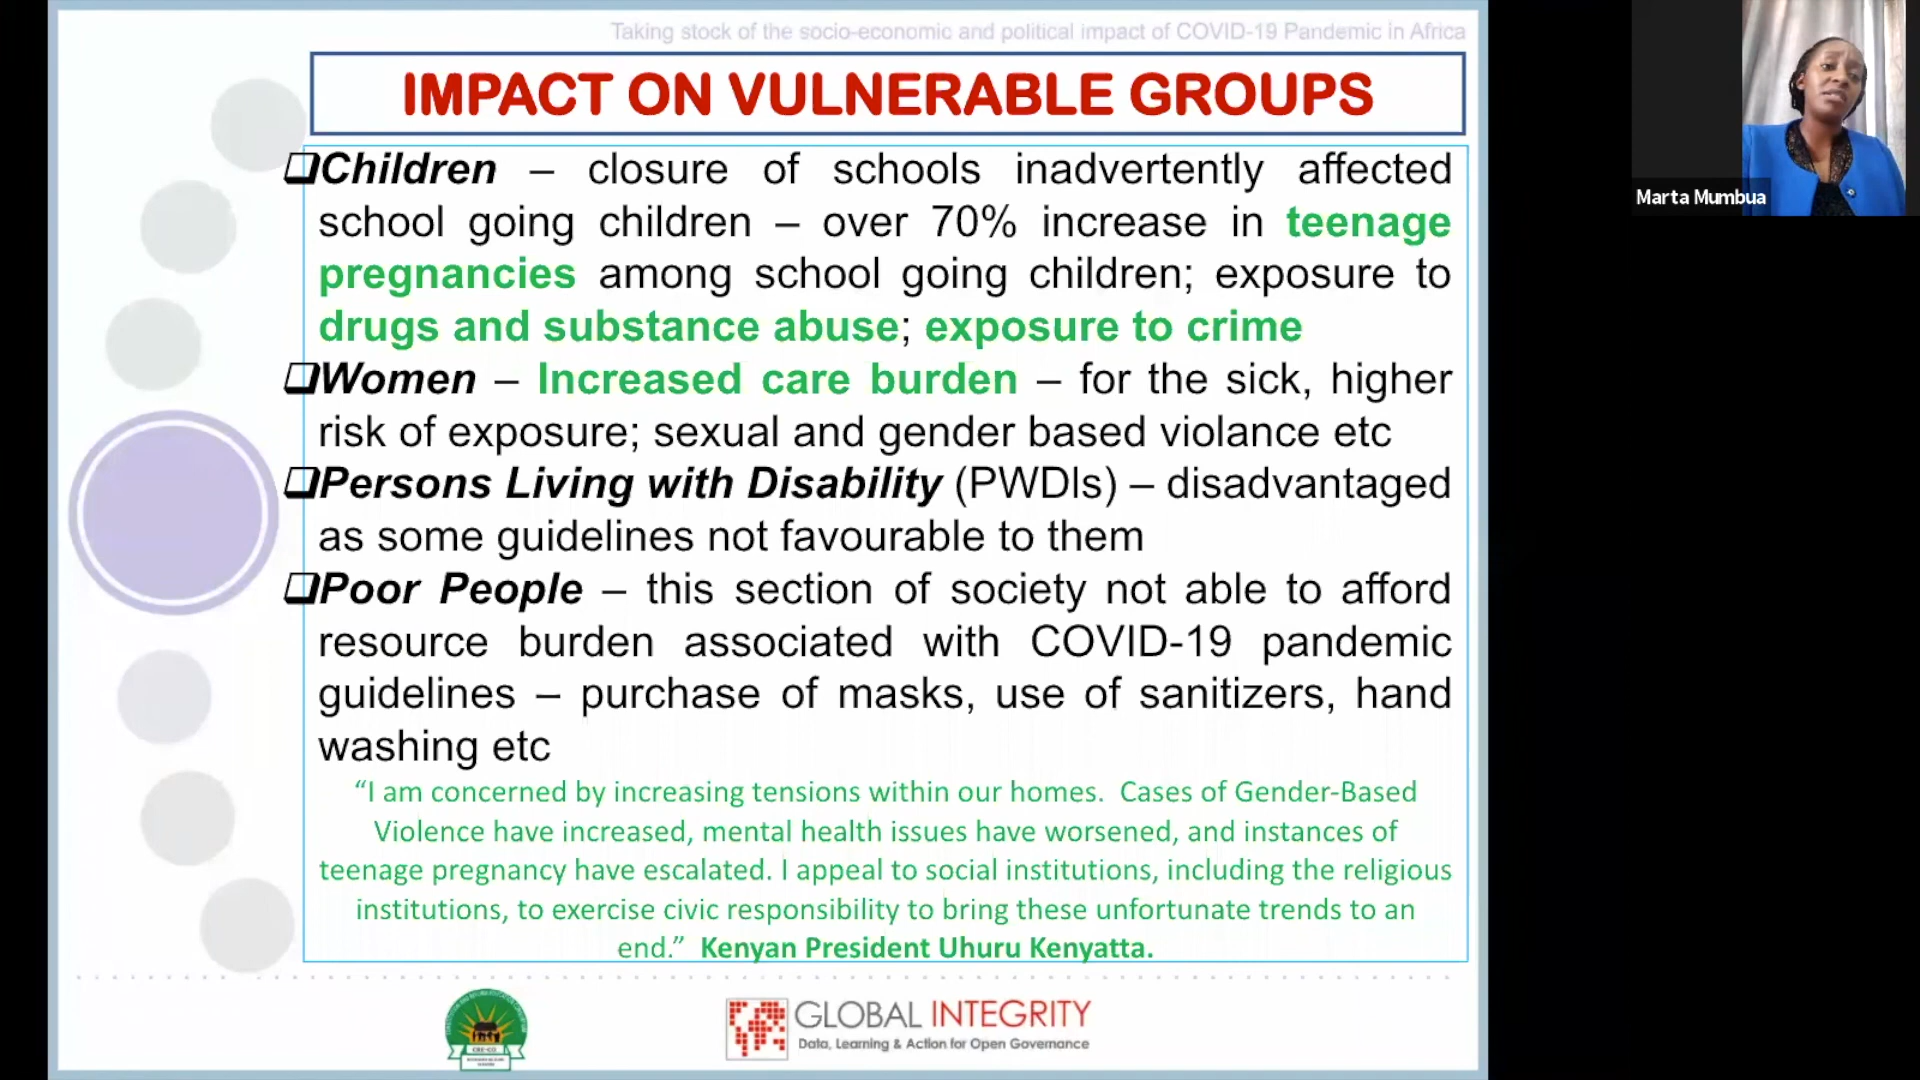 Taking stock of the socio-economic and political impact of COVID-19 Pandemic in Africa
IMPACT ON VULNERABLE GROUPS
❑Children – closure of schools inadvertently affected
school going children – over 70% increase in teenage
pregnancies among school going children; exposure to
drugs and substance abuse; exposure to crime
❑Women – Increased care burden – for the sick, higher
risk of exposure; sexual and gender based violance etc
❑Persons Living with Disability (PWDIs) – disadvantaged
as some guidelines not favourable to them
❑Poor People – this section of society not able to afford
resource burden associated with COVID-19 pandemic
guidelines – purchase of masks, use of sanitizers, hand
washing etc
“I am concerned by increasing tensions within our homes. Cases of Gender-Based
Violence have increased, mental health issues have worsened, and instances of
teenage pregnancy have escalated. I appeal to social institutions, including the religious
institutions, to exercise civic responsibility to bring these unfortunate trends to an
end.” Kenyan President Uhuru Kenyatta.
CRE-CO
GLOBAL INTEGRITY
Data, Learning & Action for Open Governance
Marta Mumbua